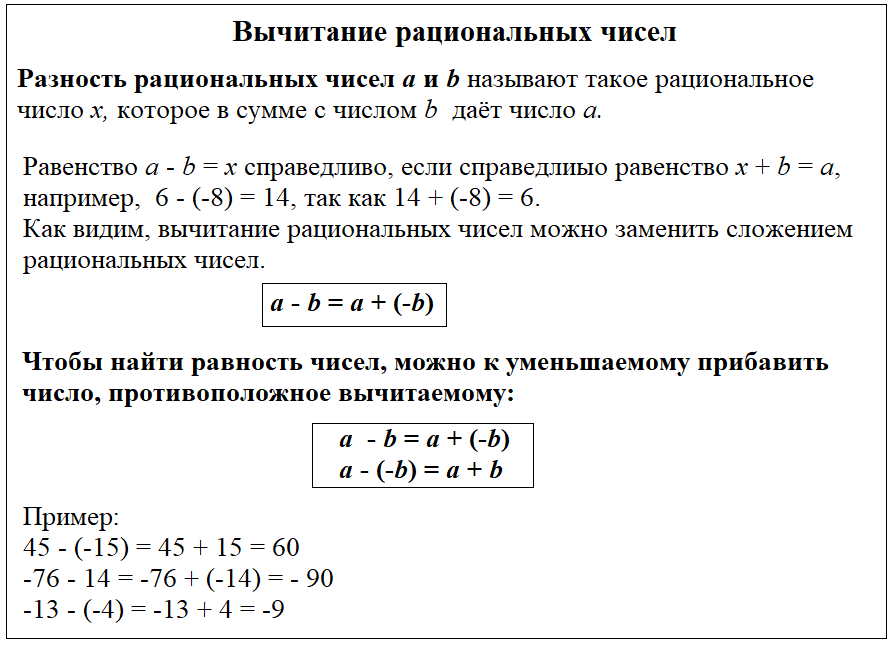 Вычитание рациональных чисел
Разность рациональных чисел a и b называют такое рациональное
число x, которое в сумме с числом b даёт число a.
Равенство a - b = x справедливо, если справедлиыо равенство x + b = a,
например, 6 - (-8) = 14, так как 14 + (-8) = 6.
Как видим, вычитание рациональных чисел можно заменить сложением
рациональных чисел.
a - b = a + (-b)
Чтобы найти равность чисел, можно к уменьшаемому прибавить
число, противоположное вычитаемому:
a - b = a + (-b)
a - (-b) = a + b
Пример:
45 - (-15) = 45 + 15 = 60
-76 - 14 = -76 + (-14) = - 90
-13 - (-4) = -13 + 4 = -9